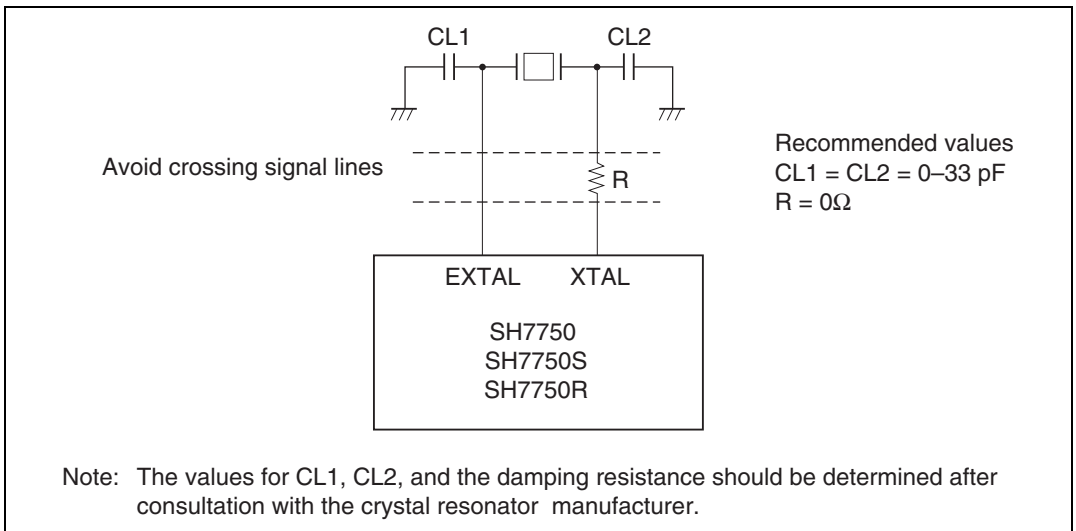 CL1 CL2
Avoid crossing signal lines
R
Recommended values
CL1 = CL2 = 0–33 pF
R = 0Ω
EXTAL XTAL
SH7750
SH7750S
SH7750R
Note: The values for CL1, CL2, and the damping resistance should be determined after
consultation with the crystal resonator manufacturer.